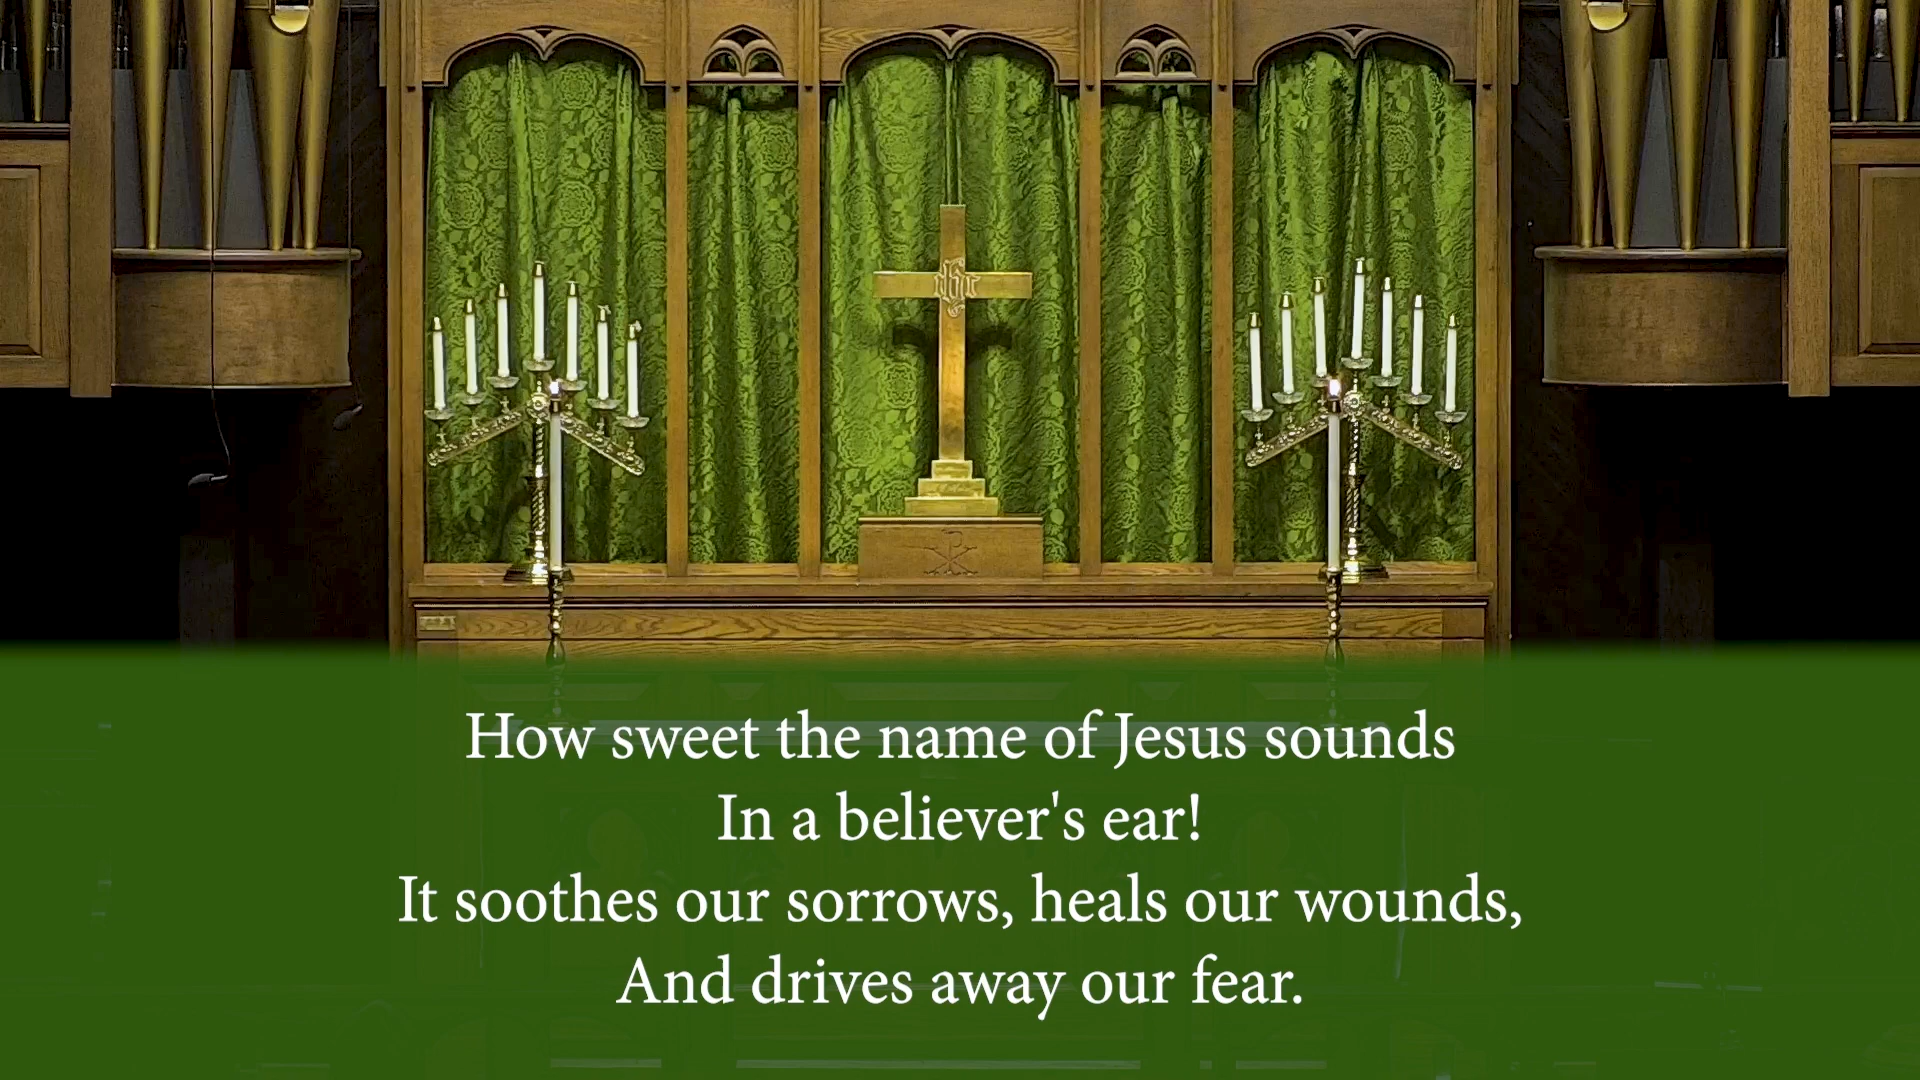 How sweet the name of Jesus sounds
In a believer's ear!
It soothes our sorrows, heals our wounds,
And drives away our fear.